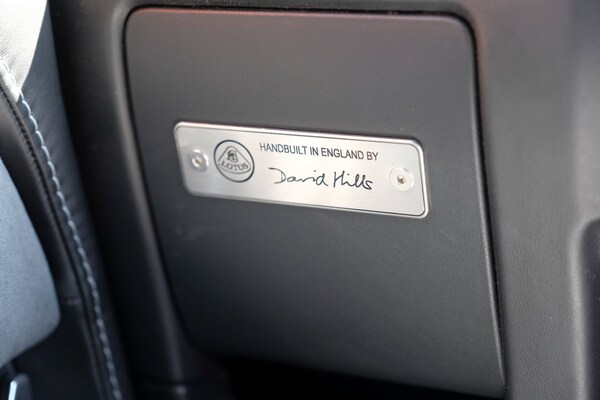 LOTUS
HANDBUILT IN ENGLAND BY
David Hills